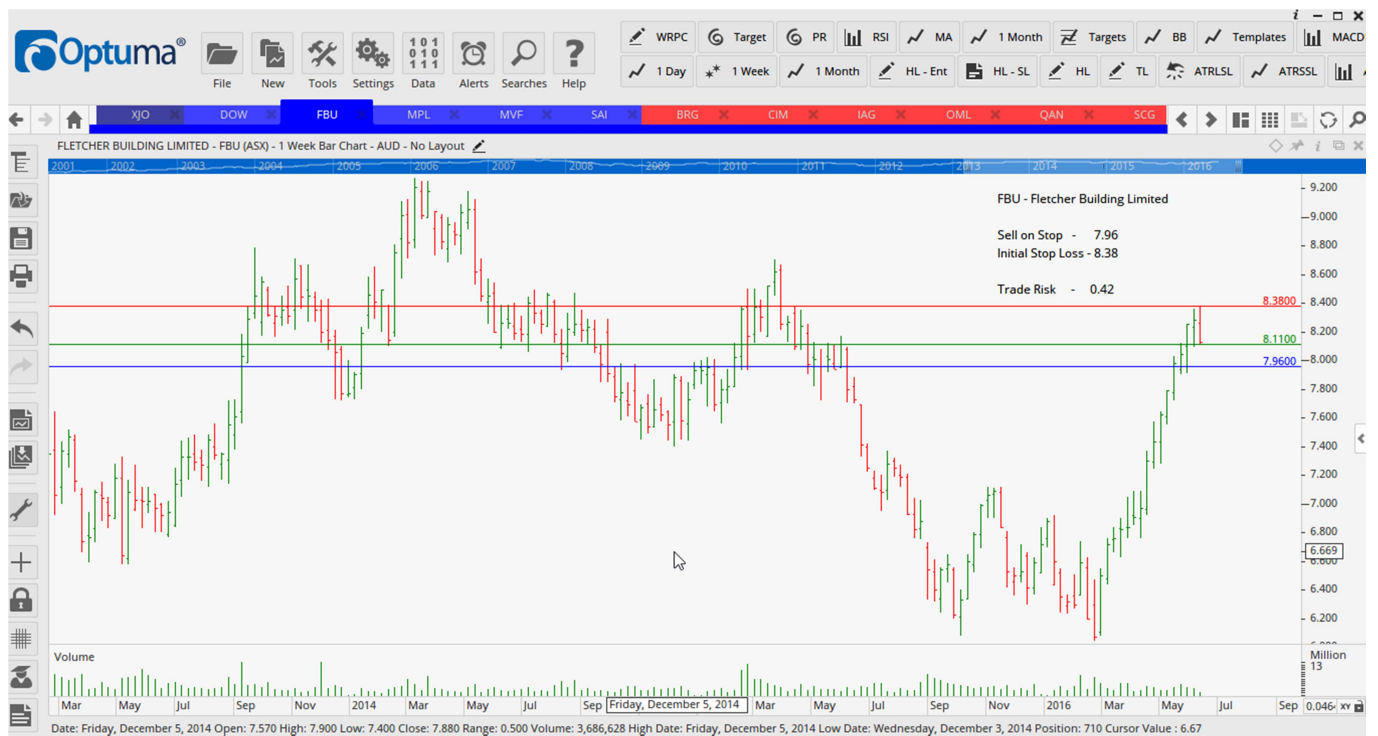 i
Optuma®
File New Tools Settings Data Alerts Searches Help
101
010
111
WRPC Target PR RSI MA 1 Month Targets BB Templates MACD
1 Day 1 Week 1 Month HL - Ent HL - SL HL TL ATRLSL ATRSSL
XJO DOW FBU MPL MVF SAI BRG CIM IAG OML QAN SCG
FLETCHER BUILDING LIMITED - FBU (ASX) - 1 Week Bar Chart - AUD - No Layout
2001 2002 2003 2004 2005 2006 2007 2008 2009 2010 2011 2012 2013 2014 2015 2016
FBU - Fletcher Building Limited
Sell on Stop - 7.96
Initial Stop Loss - 8.38
Trade Risk - 0.42
9.200
9.000
8.800
8.600
8.3800
8.400
8.200
8.1100
8.000
7.9600
7.800
7.600
7.400
7.200
7.000
6.800
6.669
6.600
6.400
6.200
Volume
Million
13
Mar May Jul Sep Nov 2014 Mar May Jul Sep Friday, December 5, 2014 Mar May Jul Sep Nov 2016 Mar May Jul Sep 0.046 XY
Date: Friday, December 5, 2014 Open: 7.570 High: 7.900 Low: 7.400 Close: 7.880 Range: 0.500 Volume: 3,686,628 High Date: Friday, December 5, 2014 Low Date: Wednesday, December 3, 2014 Position: 710 Cursor Value : 6.67